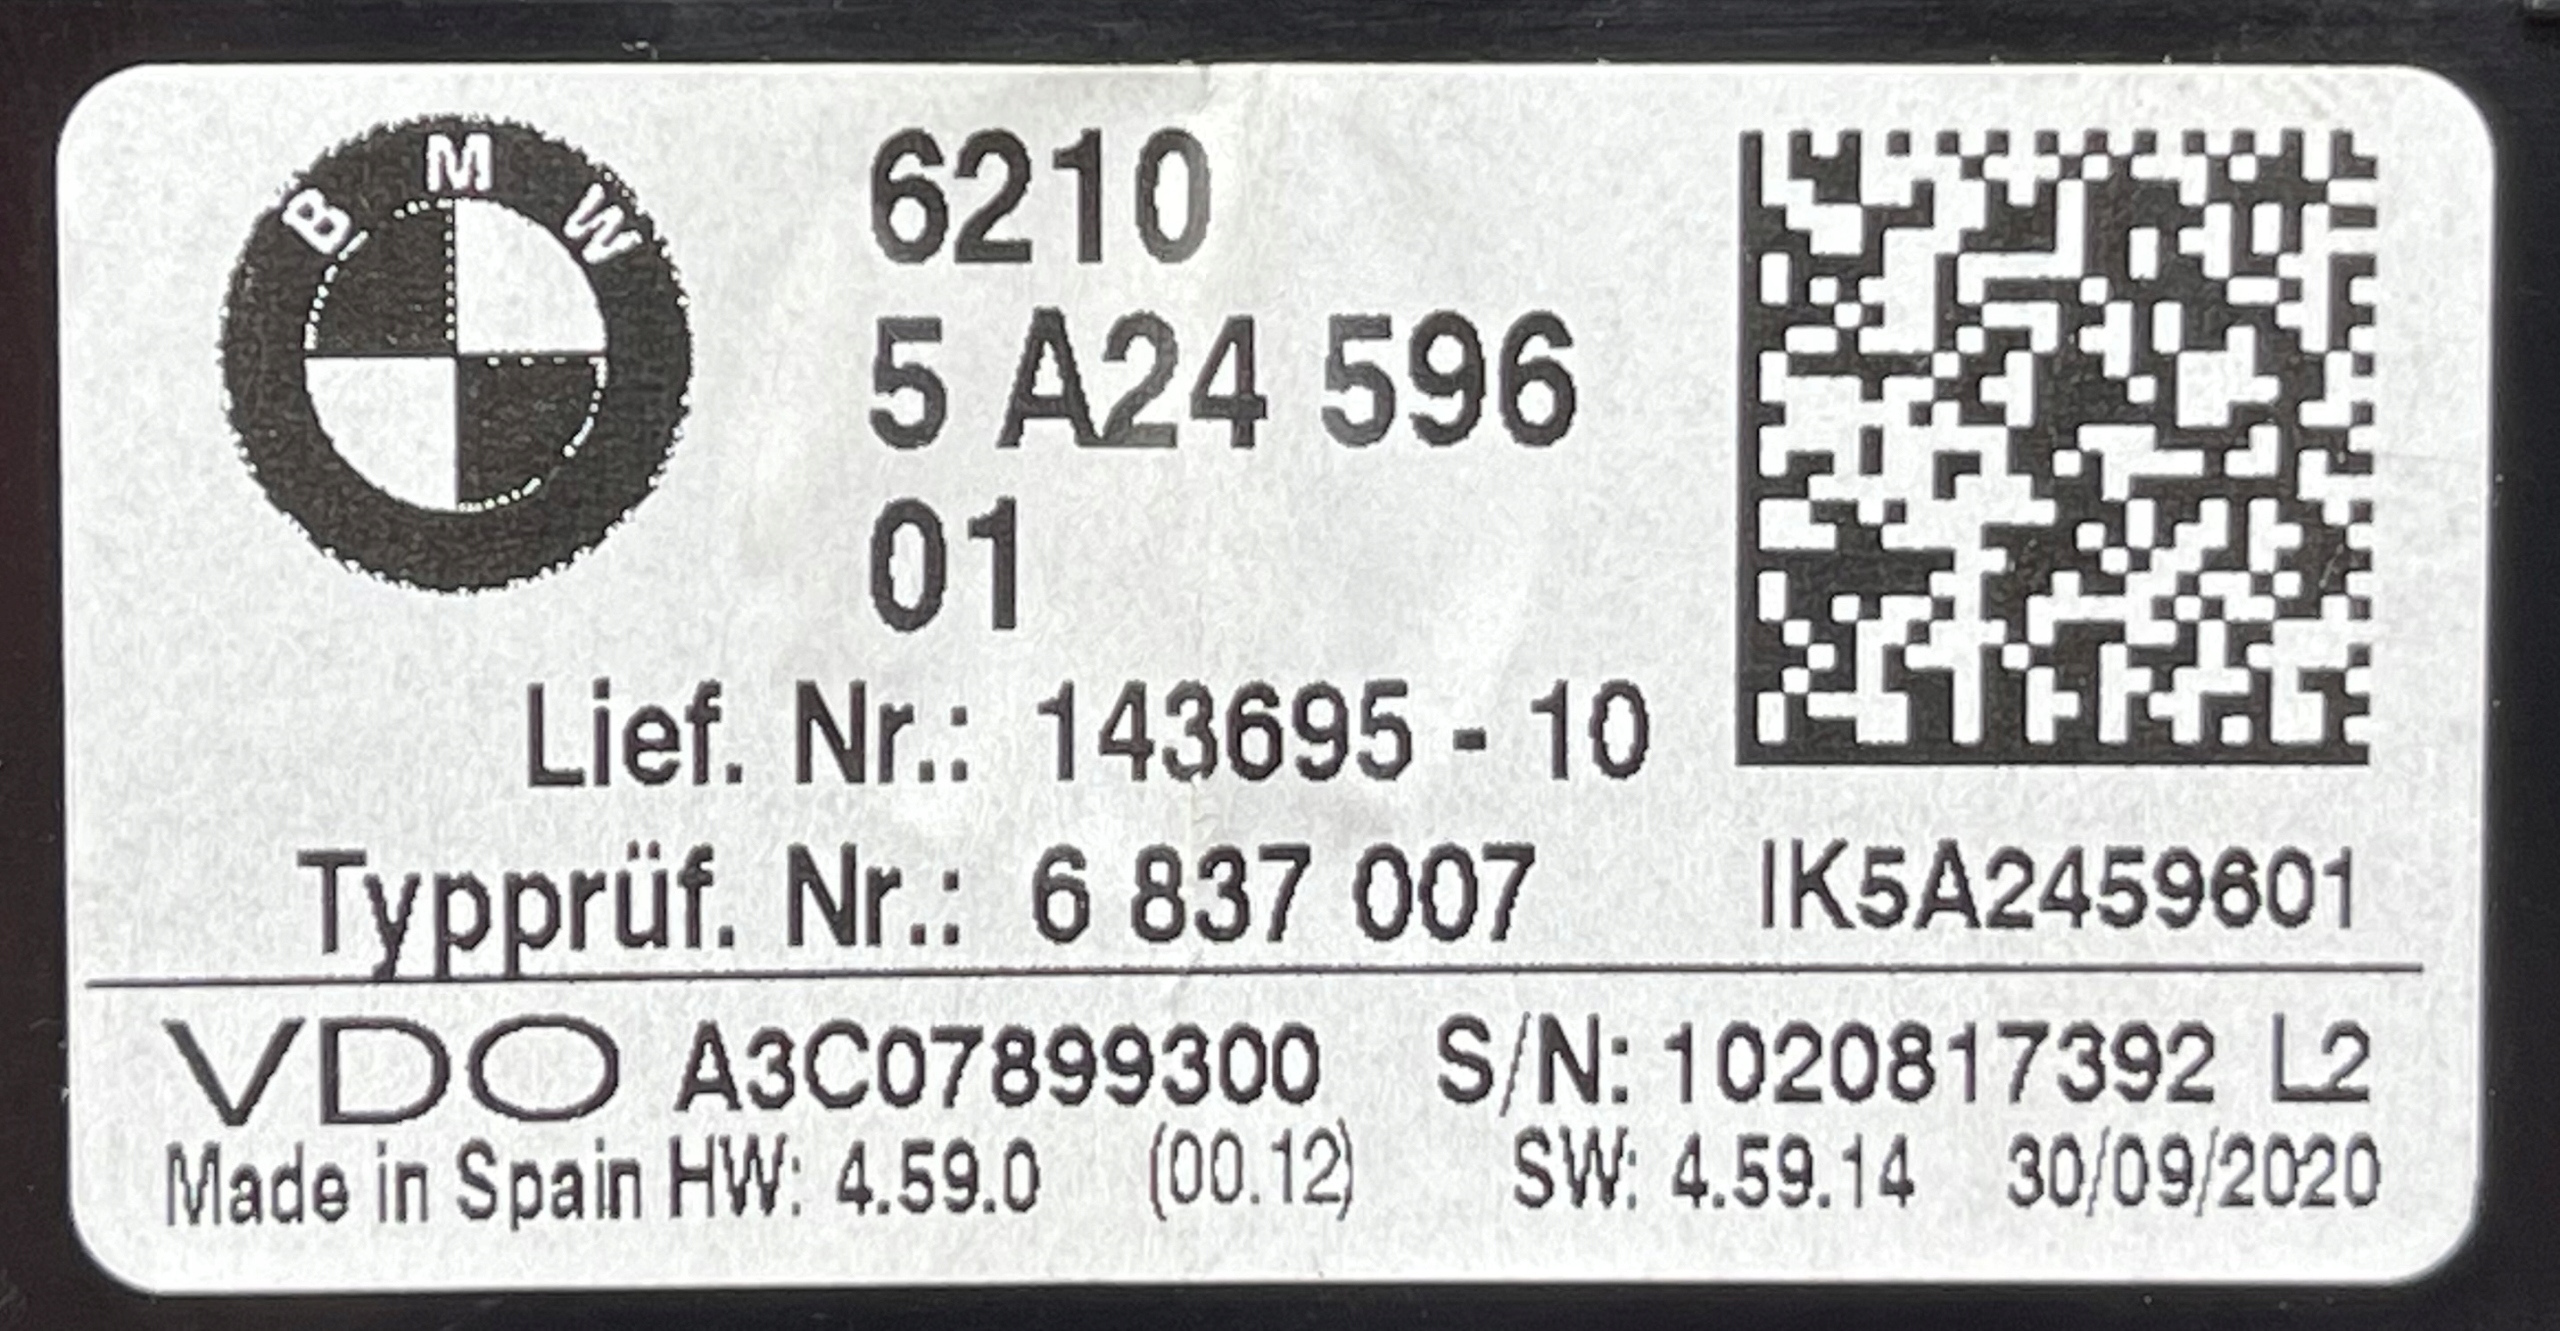 BMW
6210
5 A24 596
01
Lief. Nr.: 143695 - 10
Typprüf. Nr.: 6 837 007
IK5A2459601
VDO A3C07899300 S/N: 1020817392 L2
Made in Spain HW: 4.59.0 (00.12) SW: 4.59.14 30/09/2020